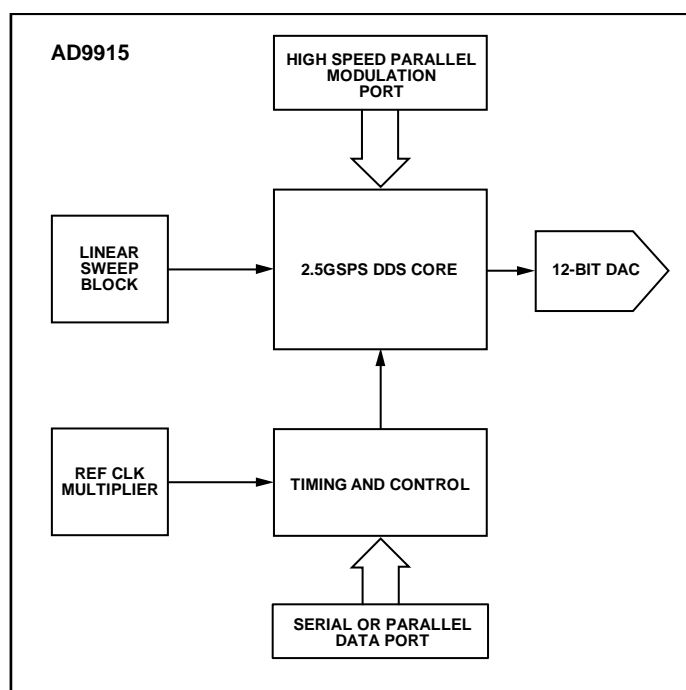 AD9915
HIGH SPEED PARALLEL
MODULATION
PORT
LINEAR
SWEEP
BLOCK
2.5GSPS DDS CORE
12-BIT DAC
REF CLK
MULTIPLIER
TIMING AND CONTROL
SERIAL OR PARALLEL
DATA PORT